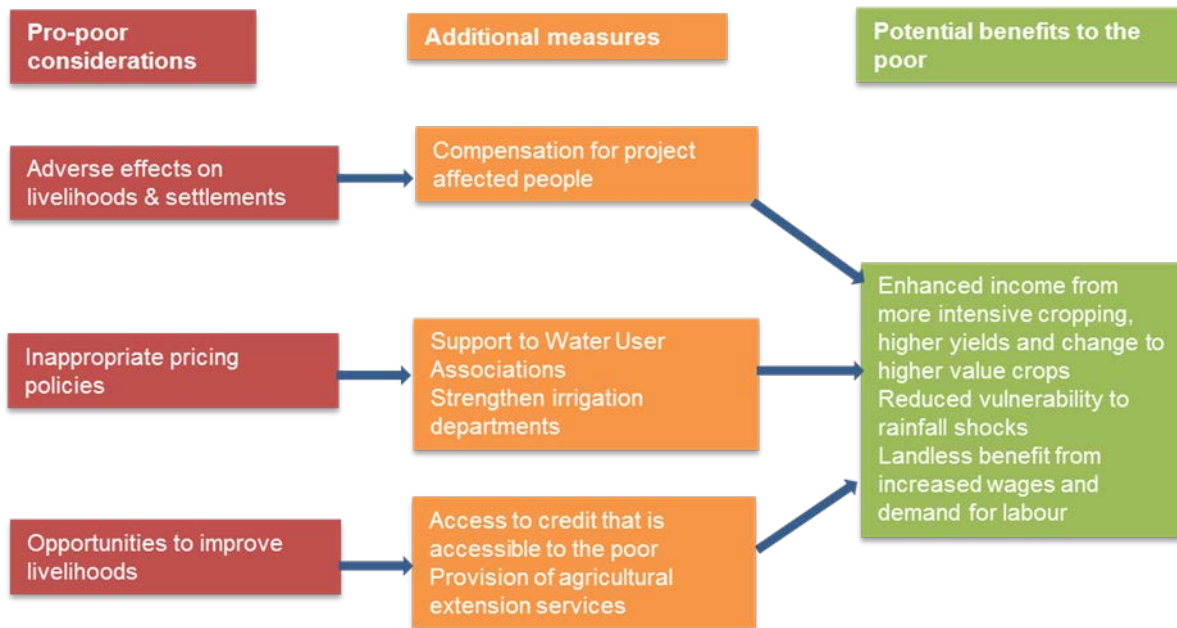 Pro-poor
considerations
Additional measures
Potential benefits to the
poor
Adverse effects on
livelihoods & settlements
Compensation for project
affected people
Inappropriate pricing
policies
Support to Water User
Associations
Strengthen irrigation
departments
Opportunities to improve
livelihoods
Access to credit that is
accessible to the poor
Provision of agricultural
extension services
Enhanced income from
more intensive cropping,
higher yields and change to
higher value crops
Reduced vulnerability to
rainfall shocks
Landless benefit from
increased wages and
demand for labour